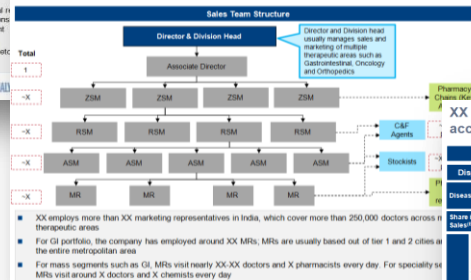 Sales Team Structure
Director & Division Head
Director and Division head
usually manages sales and
marketing of multiple
therapeutic areas such as
Gastrointestinal, Oncology
and Orthopedics
Total
1
Associate Director
~X
ZSM ZSM ZSM ZSM
Pharmacy
Chains (Key
XX
acco
~X
RSM RSM RSM RSM
C&F
Agents
Dis
~X
ASM ASM ASM ASM ASM
Stockists
~X
Disease
Share
Sales
~X
MR MR MR MR
■ XX employs more than XX marketing representatives in India, which cover more than 250,000 doctors across
therapeutic areas
■ For GI portfolio, the company has employed around XX MRs; MRs are usually based out of tier 1 and 2 cities
the entire metropolitan area
■ For mass segments such as GI, MRs visit nearly XX-XX doctors and X pharmacists every day. For speciality
MRs visit around X doctors and X chemists every day